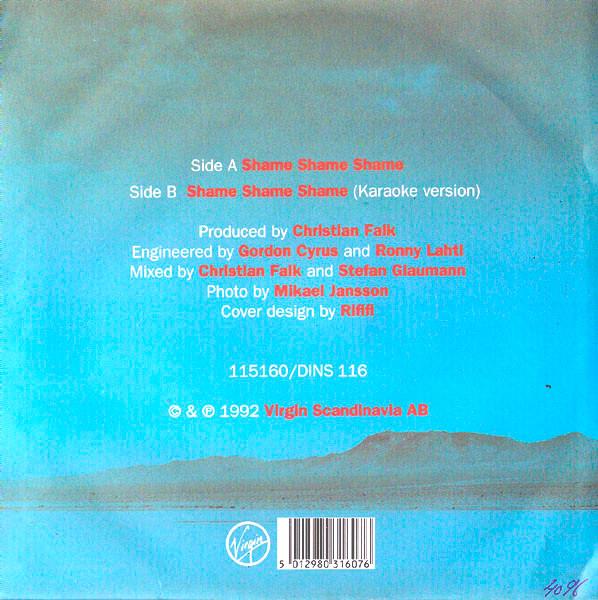 Side A Shame Shame Shame
Side B Shame Shame Shame (Karaoke version)
Produced by Christian Falk
Engineered by Gordon Cyrus and Ronny Lahti
Mixed by Christian Falk and Stefan Glaumann
Photo by Mikael Jansson
Cover design by Rififi
115160/DINS 116
© & ℗ 1992 Virgin Scandinavia AB
Virgin
5 012980 316076
4096